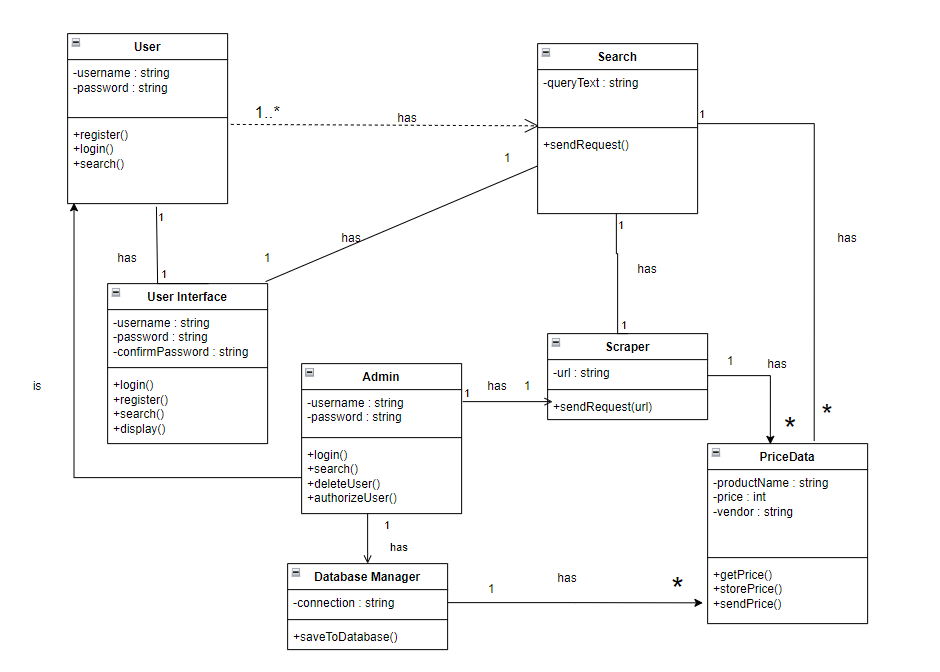 User
-username : string
-password : string
+register()
+login()
+search()
1..*
has
Search
-queryText : string
+sendRequest()
1
has
1
has
1
1
has
1
1
has
1
User Interface
-username : string
-password : string
-confirmPassword : string
+login()
+register()
+search()
+display()
is
Admin
-username : string
-password : string
+login()
+search()
+deleteUser()
+authorizeUser()
1
has
1
Scraper
-url : string
+sendRequest(url)
1
has
*
*
PriceData
-productName : string
-price : int
-vendor : string
+getPrice()
+storePrice()
+sendPrice()
1
has
Database Manager
-connection : string
+saveToDatabase()
1
has
*